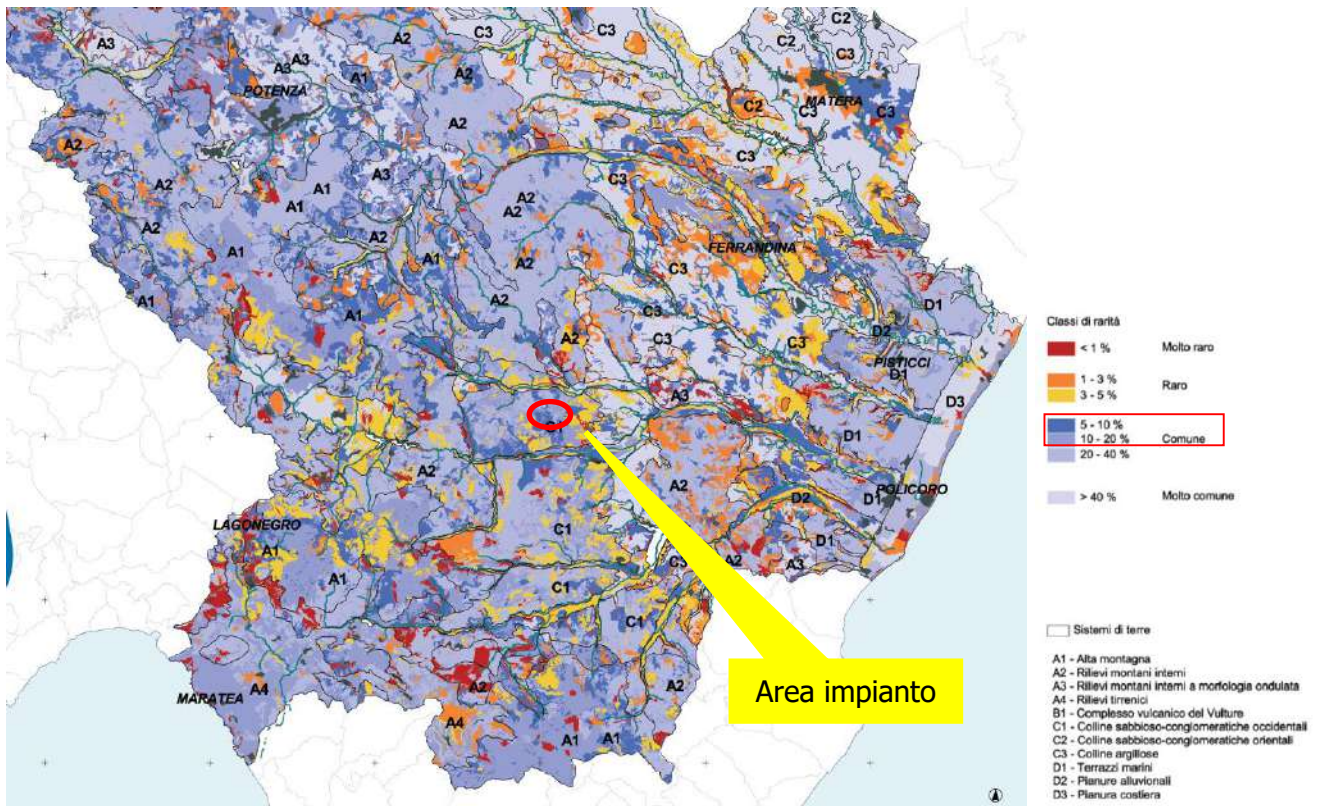 C2
A3
A2
C3
C2
C3
A3
A3
A1
A2
POTENZA
MATERA
C2
C3
C3
A2
A2
C3
A3
A1
C3
A2
A1
A2
A2
A2
A2
FERRANDINA
A1
A1
A2
C3
A1
A1
C3
D1
D2
A2
C3
C3
PISTICCI
D1
A3
D3
C1
D1
A2
A2
D2
D1
POLICORO
LAGONEGRO
C1
D1
A1
A1
C3
A2
A3
C1
C1
MARATEA
A4
A2
A2
A4
A1
A1
Area impianto
Classi di rarità
< 1 % Molto raro
1 - 3 % Raro
3 - 5 %
5 - 10 %
10 - 20 % Comune
20 - 40 %
> 40 % Molto comune
Sistemi di terre
A1 - Alta montagna
A2 - Rilievi montani interni
A3 - Rilievi montani interni a morfologia ondulata
A4 - Rilievi tirrenici
B1 - Complesso vulcanico del Vulture
C1 - Colline sabbioso-conglomeratiche occidentali
C2 - Colline sabbioso-conglomeratiche orientali
C3 - Colline argillose
D1 - Terrazzi marini
D2 - Pianure alluvionali
D3 - Pianura costiera